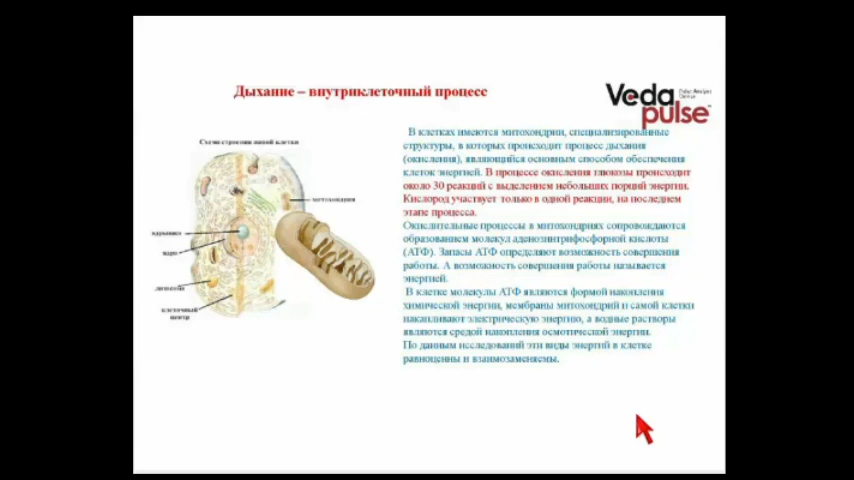 Дыхание – внутриклеточный процесс
Veda
pulse
Схема строения живой клетки
митохондрия
ядрышко
ядро
лизосома
клеточный
центр
В клетках имеются митохондрии, специализированные
структуры, в которых происходит процесс дыхания
(окисления), являющийся основным способом обеспечения
клеток энергией. В процессе окисления глюкозы происходит
около 30 реакций с выделением небольших порций энергии.
Кислород участвует только в одной реакции, на последнем
этапе процесса.
Окислительные процессы в митохондриях сопровождаются
образованием молекул аденозинтрифосфорной кислоты
(АТФ). Запасы АТФ определяют возможность совершения
работы. А возможность совершения работы называется
энергией.
В клетке молекулы АТФ являются формой накопления
химической энергии, мембраны митохондрий и самой клетки
накапливают электрическую энергию, а водные растворы
являются средой накопления осмотической энергии.
По данным исследований эти виды энергий в клетке
равноценны и взаимозаменяемы.